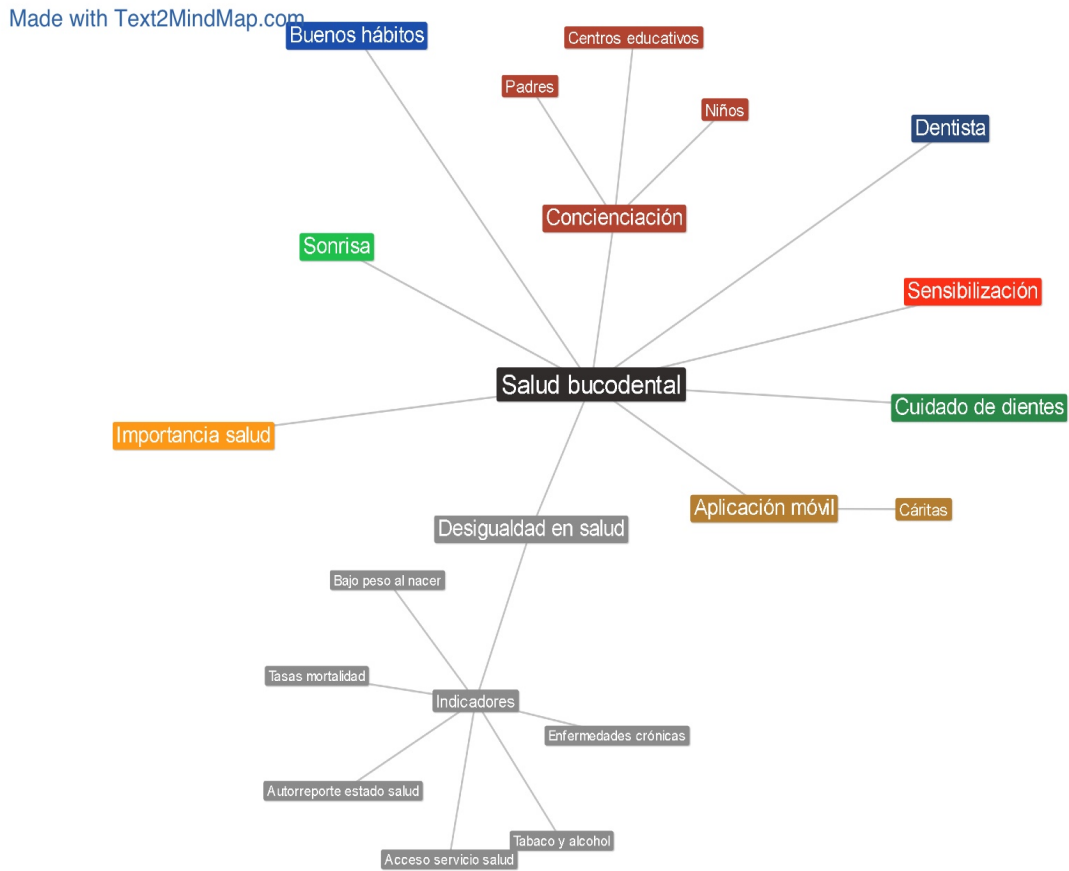 Made with Text2MindMap.com
Buenos hábitos
Centros educativos
Padres
Niños
Dentista
Concienciación
Sonrisa
Sensibilización
Salud bucodental
Cuidado de dientes
Importancia salud
Aplicación móvil
Cáritas
Desigualdad en salud
Bajo peso al nacer
Tasas mortalidad
Indicadores
Enfermedades crónicas
Autorreporte estado salud
Tabaco y alcohol
Acceso servicio salud